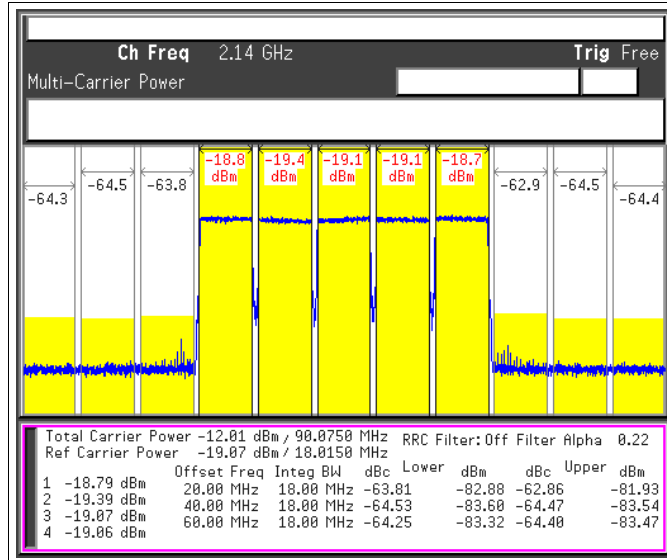 Ch Freq 2.14 GHz Trig Free
Multi-Carrier Power
-18.8 dBm -19.4 dBm -19.1 dBm -19.1 dBm -18.7 dBm
-64.3 -64.5 -63.8 -62.9 -64.5 -64.4
Total Carrier Power -12.01 dBm/ 90.0750 MHz RRC Filter: Off Filter Alpha 0.22
Ref Carrier Power -19.07 dBm/ 18.0150 MHz
Offset Freq Integ BW dBc Lower dBm dBc Upper dBm
1 -18.79 dBm 20.00 MHz 18.00 MHz -63.81 -82.88 -62.86 -81.93
2 -19.39 dBm 40.00 MHz 18.00 MHz -64.53 -83.60 -64.47 -83.54
3 -19.07 dBm 60.00 MHz 18.00 MHz -64.25 -83.32 -64.40 -83.47
4 -19.06 dBm